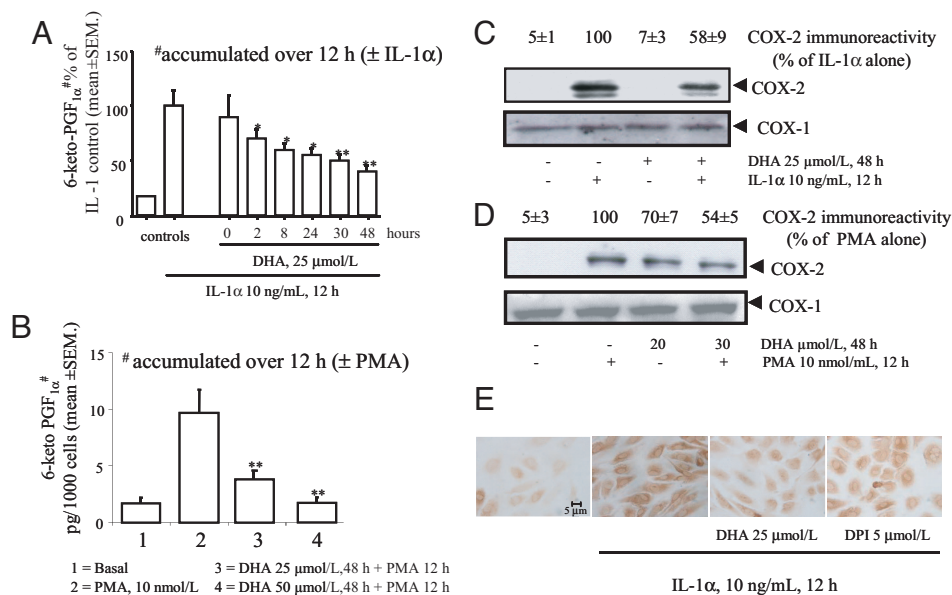 A
6-keto-PGF1α#% of
IL -1 control (mean±SEM.)
150
100
50
0
#accumulated over 12 h (± IL-1α)
* * * ** **
controls
0 2 8 24 30 48 hours
DHA, 25 μmol/L
IL-1α 10 ng/mL, 12 h
B
6-keto PGF1α#
pg/1000 cells (mean ±SEM.)
15
10
5
0
# accumulated over 12 h (± PMA)
** **
1 2 3 4
1 = Basal
2 = PMA, 10 nmol/L
3 = DHA 25 μmol/L,48 h + PMA 12 h
4 = DHA 50 μmol/L,48 h + PMA 12 h
C
5±1 100 7±3 58±9 COX-2 immunoreactivity
(% of IL-1α alone)
COX-2
COX-1
- - + + DHA 25 μmol/L, 48 h
- + - + IL-1α 10 ng/mL, 12 h
D
5±3 100 70±7 54±5 COX-2 immunoreactivity
(% of PMA alone)
COX-2
COX-1
- - 20 30 DHA μmol/L, 48 h
- + - + PMA 10 nmol/mL, 12 h
E
5 μm
DHA 25 μmol/L DPI 5 μmol/L
IL-1α, 10 ng/mL, 12 h